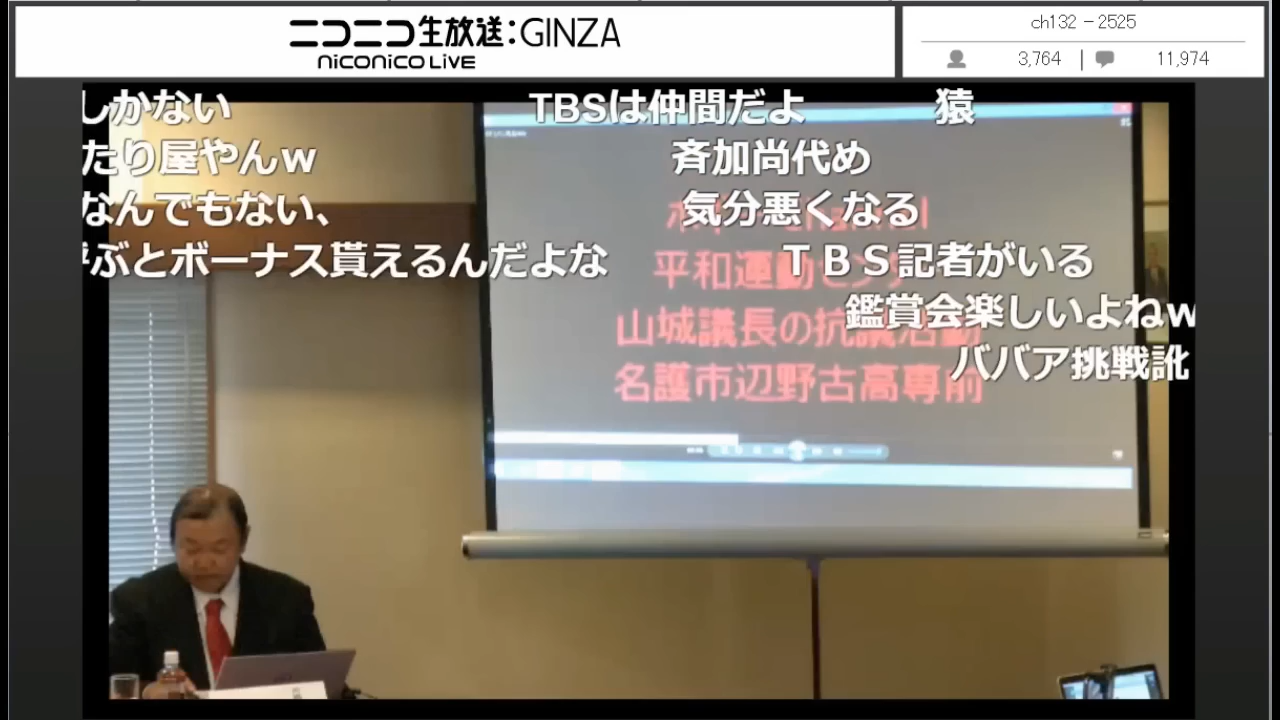 ニコニコ生放送:GINZA
niconico Live
ch132 − 2525
3,764 11,974
しかない
TBSは仲間だよ
猿
たり屋やんw
斉加尚代め
なんでもない、
気分悪くなる
ぶとボーナス貰えるんだよな
TBS記者がいる
平和運動センター
鑑賞会楽しいよねw
山城議長の抗議活動
ババア挑戦訛
名護市辺野古高専前